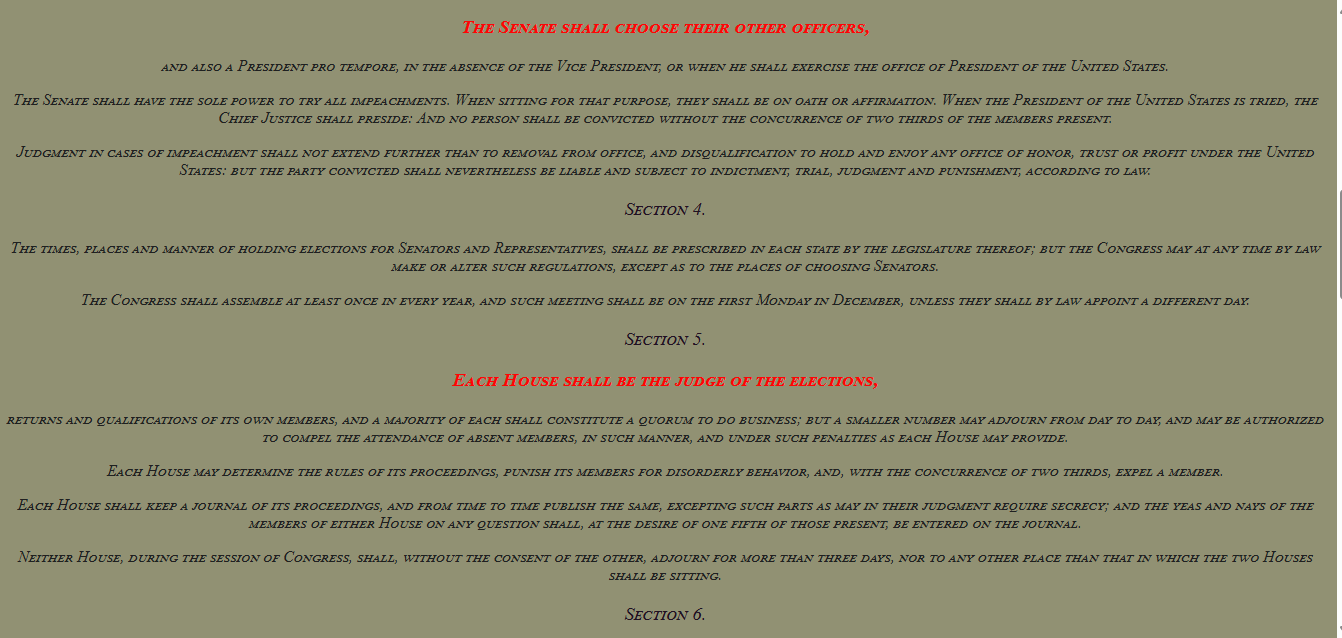 The Senate shall choose their other officers,
and also a President pro tempore, in the absence of the Vice President, or when he shall exercise the office of President of the United States.
The Senate shall have the sole power to try all impeachments. When sitting for that purpose, they shall be on oath or affirmation. When the President of the United States is tried, the
Chief Justice shall preside: And no person shall be convicted without the concurrence of two thirds of the members present.
Judgment in cases of impeachment shall not extend further than to removal from office, and disqualification to hold and enjoy any office of honor, trust or profit under the United
States: but the party convicted shall nevertheless be liable and subject to indictment, trial, judgment and punishment, according to law.
Section 4.
The times, places and manner of holding elections for Senators and Representatives, shall be prescribed in each state by the legislature thereof; but the Congress may at any time by law
make or alter such regulations, except as to the places of choosing Senators.
The Congress shall assemble at least once in every year, and such meeting shall be on the first Monday in December, unless they shall by law appoint a different day.
Section 5.
Each House shall be the judge of the elections,
returns and qualifications of its own members, and a majority of each shall constitute a quorum to do business; but a smaller number may adjourn from day to day, and may be authorized
to compel the attendance of absent members, in such manner, and under such penalties as each House may provide.
Each House may determine the rules of its proceedings, punish its members for disorderly behavior, and, with the concurrence of two thirds, expel a member.
Each House shall keep a journal of its proceedings, and from time to time publish the same, excepting such parts as may in their judgment require secrecy; and the yeas and nays of the
members of either House on any question shall, at the desire of one fifth of those present, be entered on the journal.
Neither House, during the session of Congress, shall, without the consent of the other, adjourn for more than three days, nor to any other place than that in which the two Houses
shall be sitting.
Section 6.